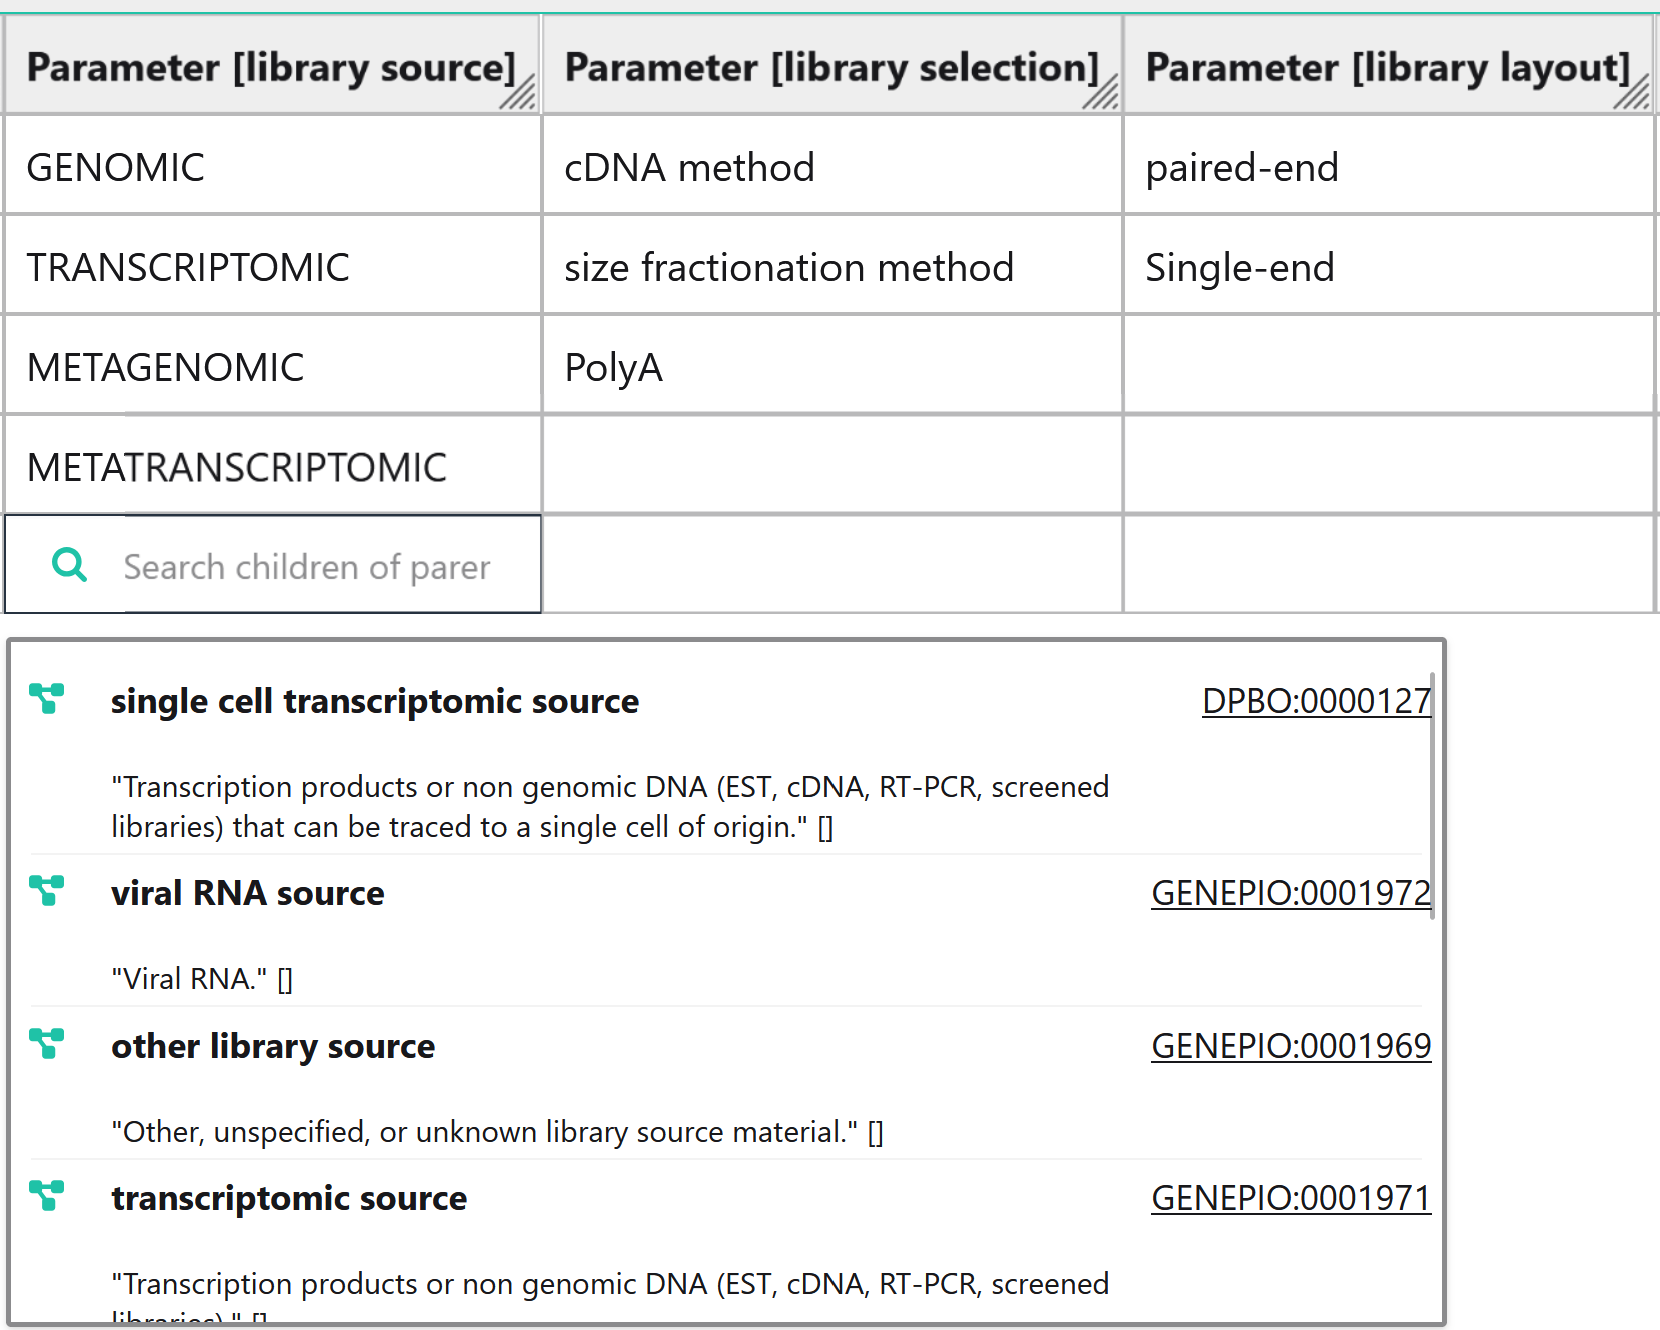 Parameter [library source] Parameter [library selection] Parameter [library layout]
GENOMIC cDNA method paired-end
TRANSCRIPTOMIC size fractionation method Single-end
METAGENOMIC PolyA
METATRANSCRIPTOMIC
Search children of parer
single cell transcriptomic source DPBO:0000127
"Transcription products or non genomic DNA (EST, cDNA, RT-PCR, screened
libraries) that can be traced to a single cell of origin." []
viral RNA source GENEPIO:0001972
"Viral RNA." []
other library source GENEPIO:0001969
"Other, unspecified, or unknown library source material." []
transcriptomic source GENEPIO:0001971
"Transcription products or non genomic DNA (EST, cDNA, RT-PCR, screened
libraries)." []